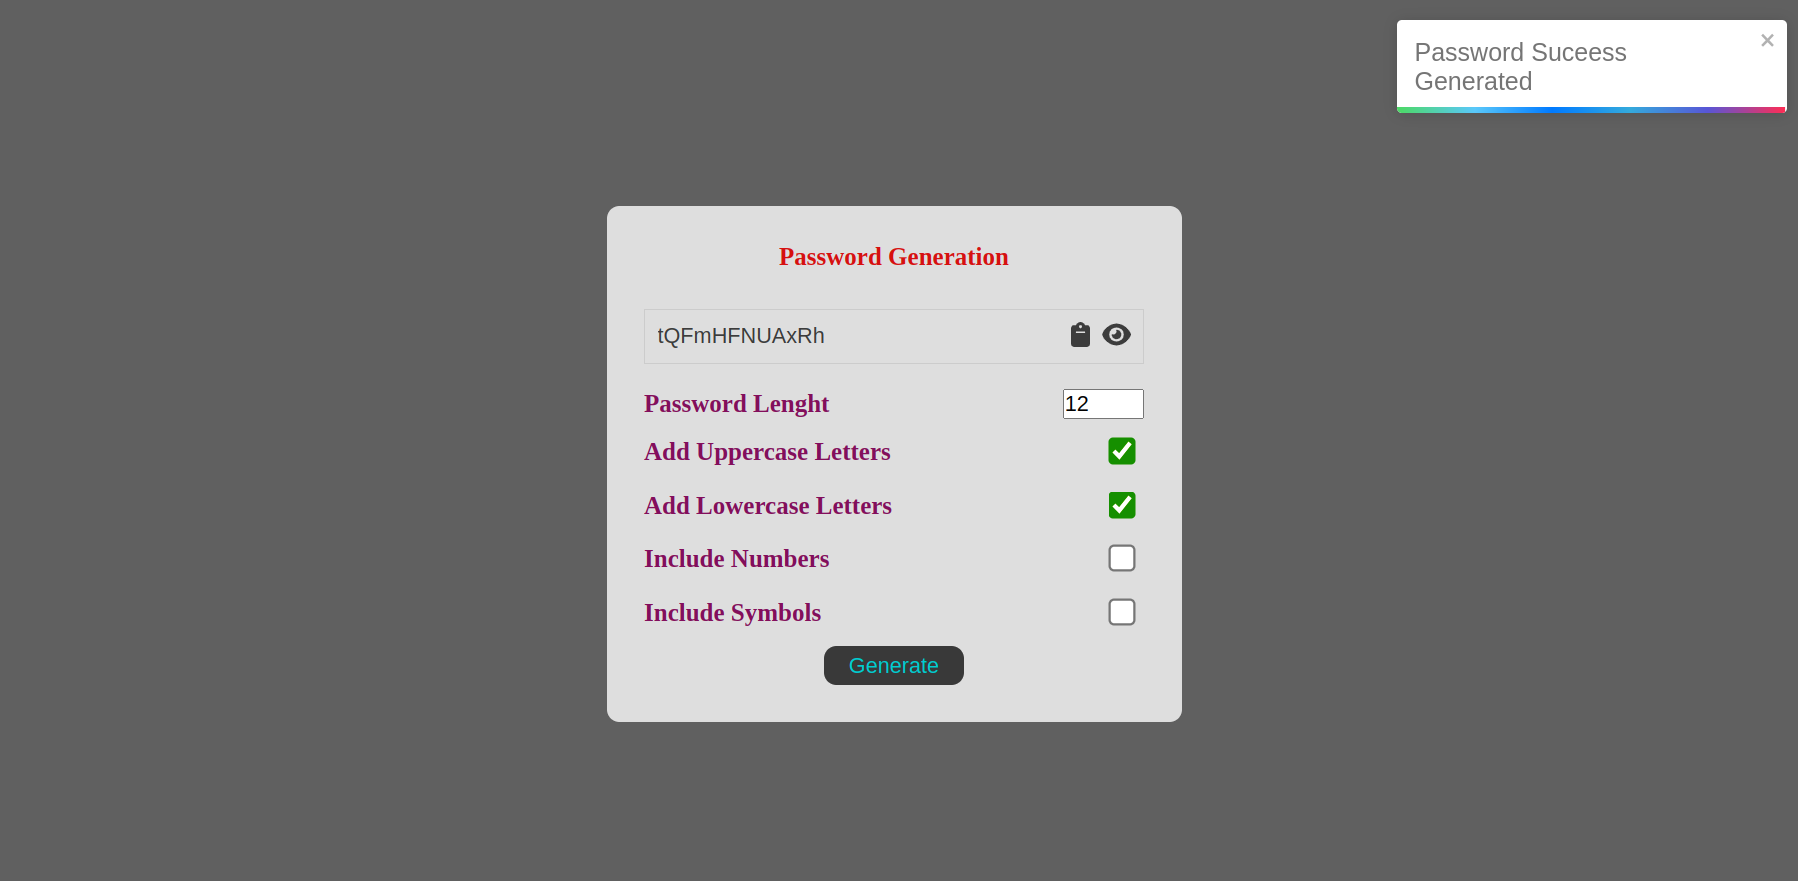 Password Suceess
Generated
Password Generation
tQFmHFNUAxRh
Password Lenght
12
Add Uppercase Letters
Add Lowercase Letters
Include Numbers
Include Symbols
Generate